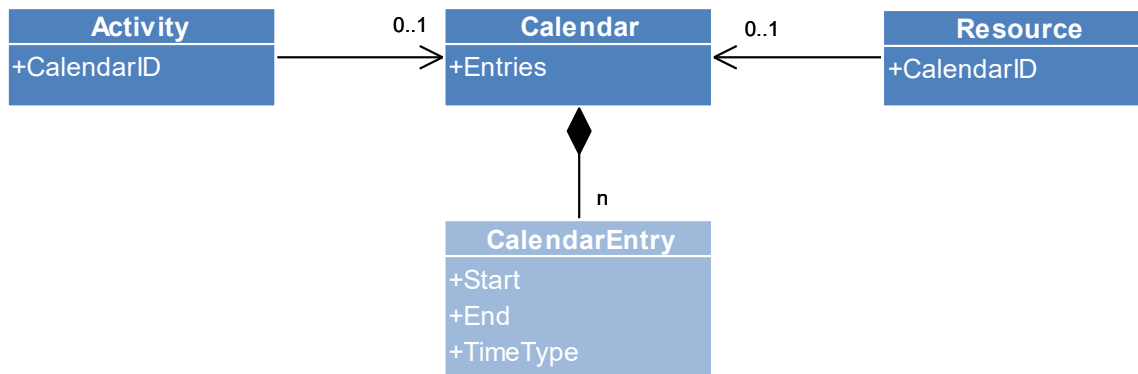 Activity
+CalendarID
0..1
Calendar
+Entries
0..1
Resource
+CalendarID
n
CalendarEntry
+Start
+End
+TimeType